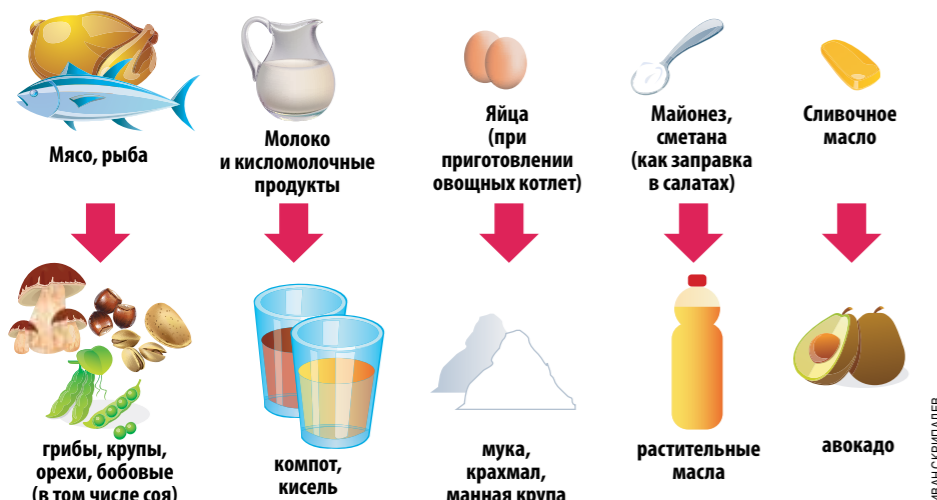 Мясо, рыба
Молоко
и кисломолочные
продукты
Яйца
(при
приготовлении
овощных котлет)
Майонез,
сметана
(как заправка
в салатах)
Сливочное
масло
грибы, крупы,
орехи, бобовые
(в том числе соя)
компот,
кисель
мука,
крахмал,
манная крупа
растительные
масла
авокадо
СКРИПАЛЕВ